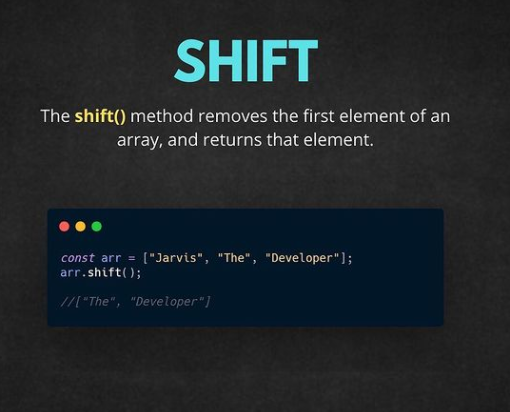 SHIFT
The shift() method removes the first element of an
array, and returns that element.
const arr = ["Jarvis", "The", "Developer"];
arr.shift();
//["The", "Developer"]